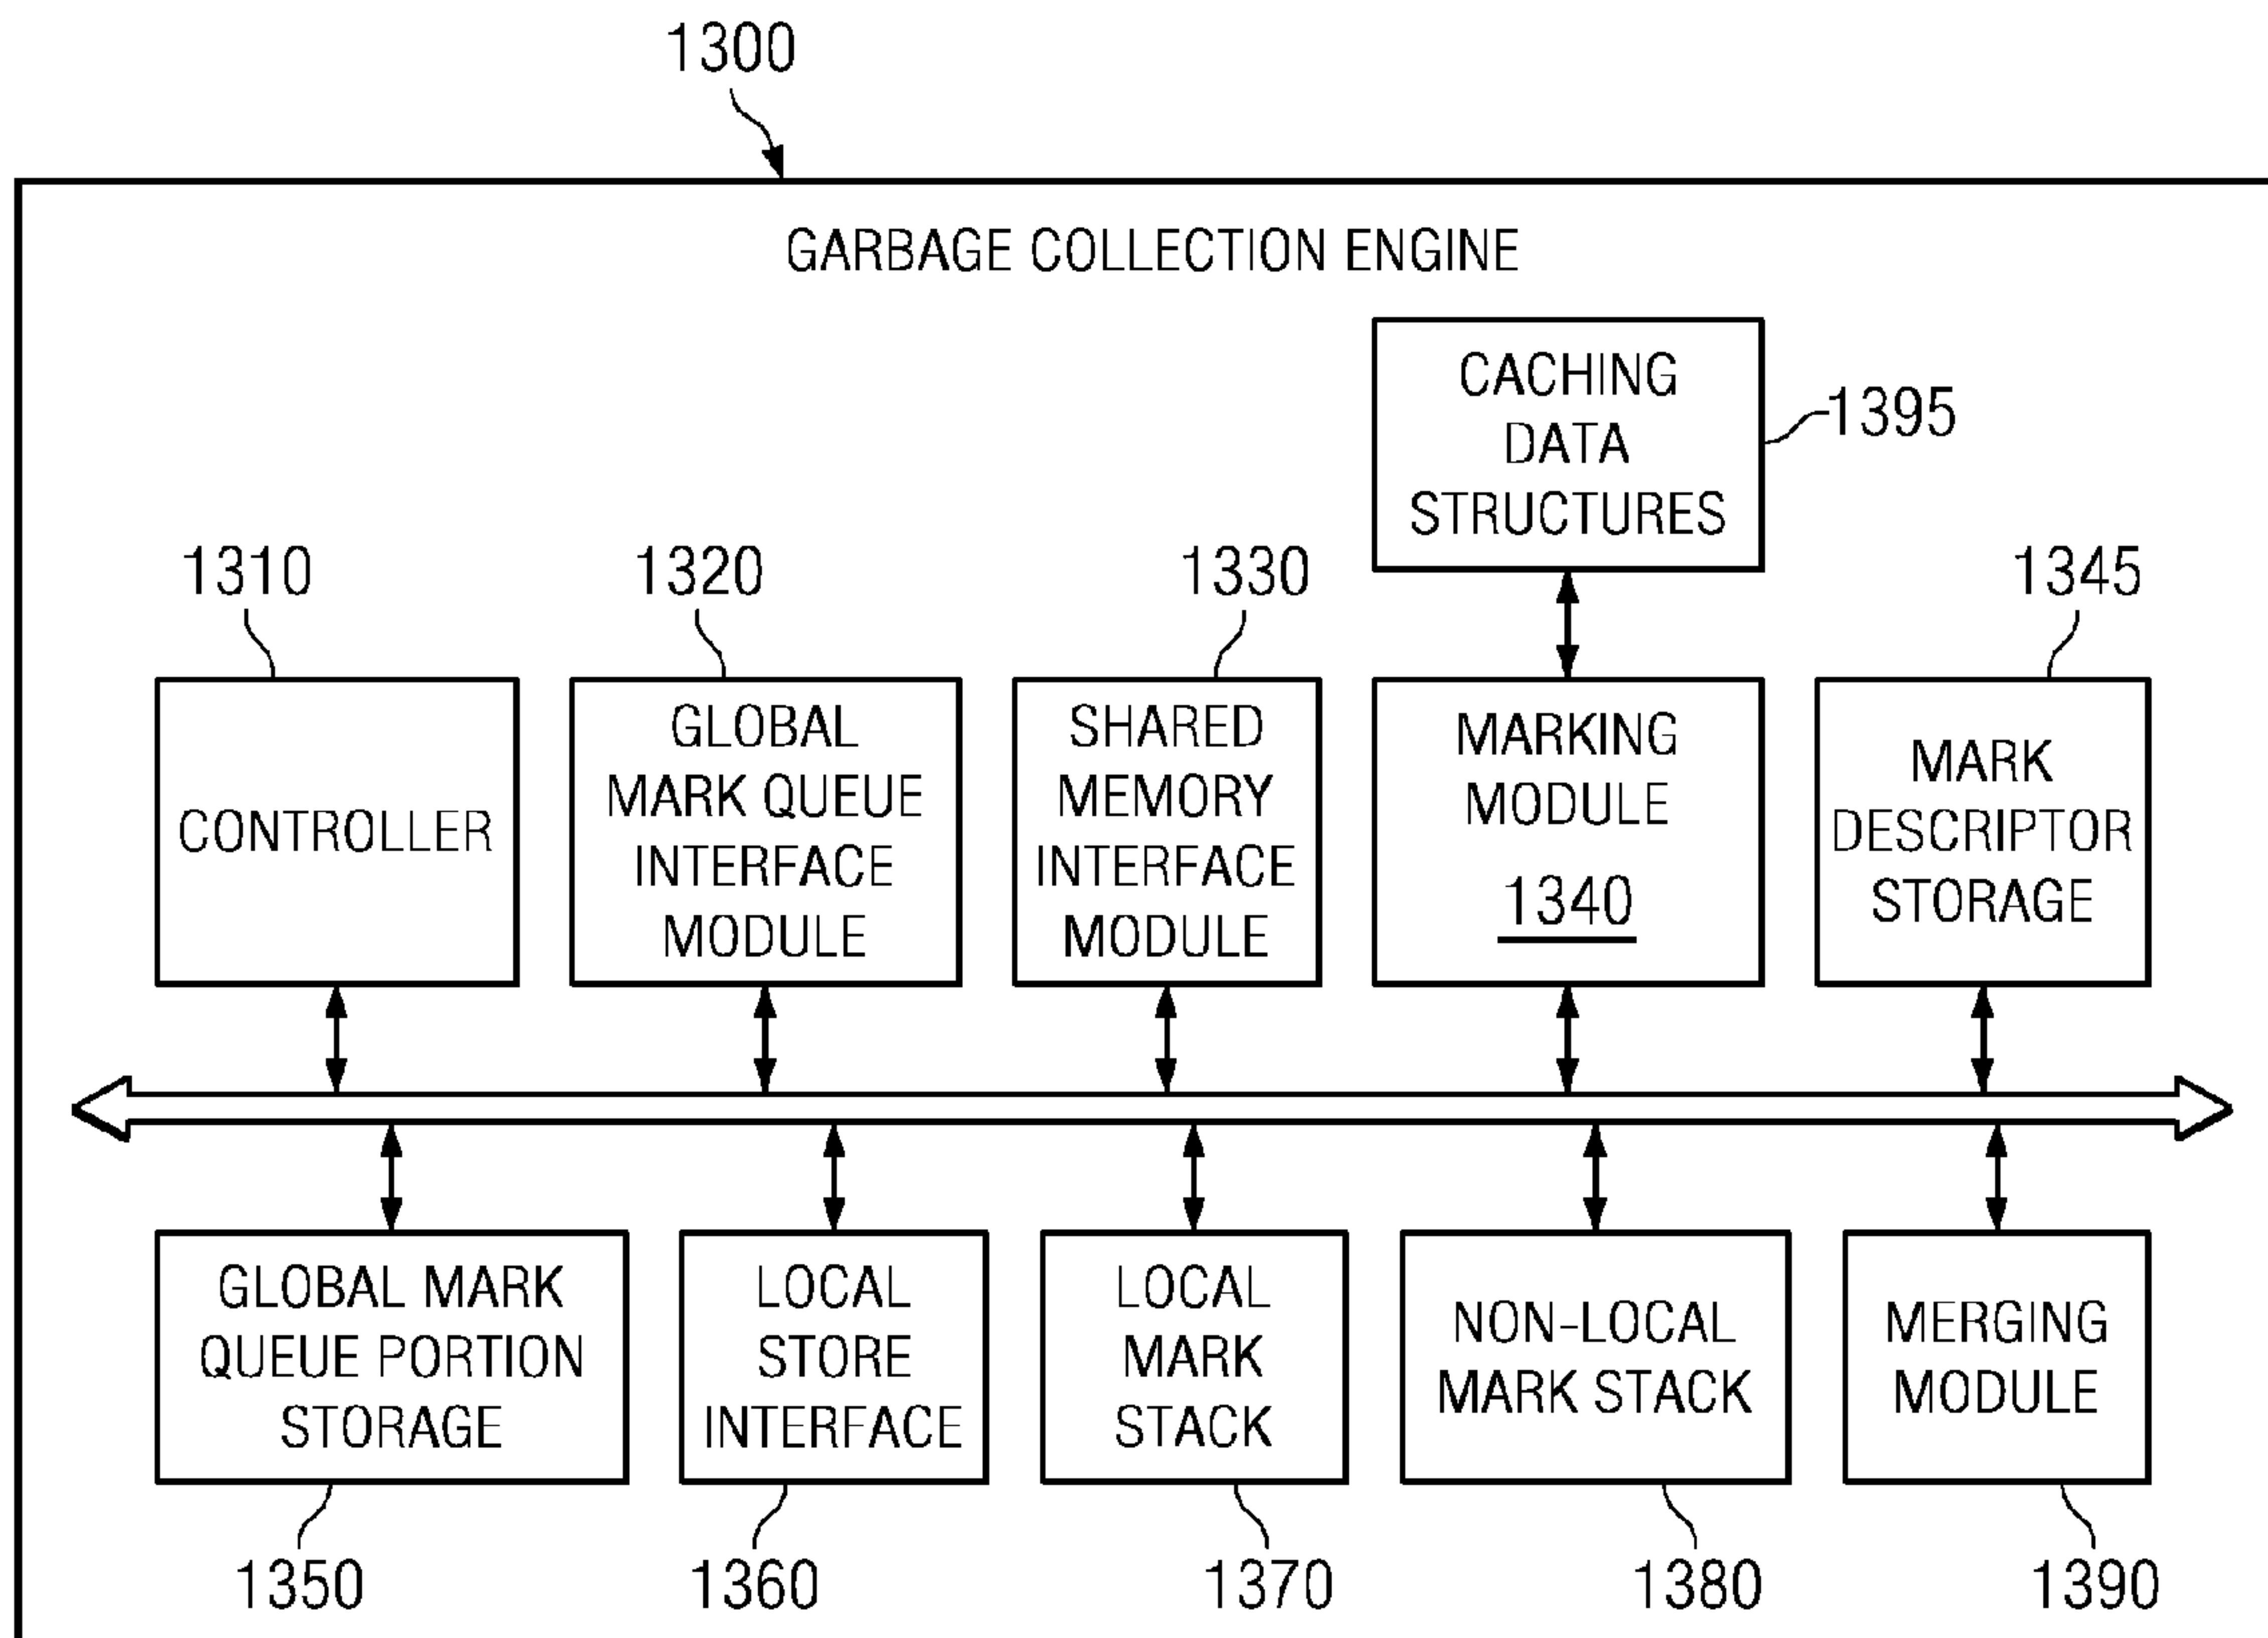 1300
GARBAGE COLLECTION ENGINE
CACHING
DATA
STRUCTURES
1395
1310
1320
1330
1345
CONTROLLER
GLOBAL
MARK QUEUE
INTERFACE
MODULE
SHARED
MEMORY
INTERFACE
MODULE
MARKING
MODULE
1340
MARK
DESCRIPTOR
STORAGE
GLOBAL MARK
QUEUE PORTION
STORAGE
LOCAL
STORE
INTERFACE
LOCAL
MARK
STACK
NON-LOCAL
MARK STACK
MERGING
MODULE
1350
1360
1370
1380
1390